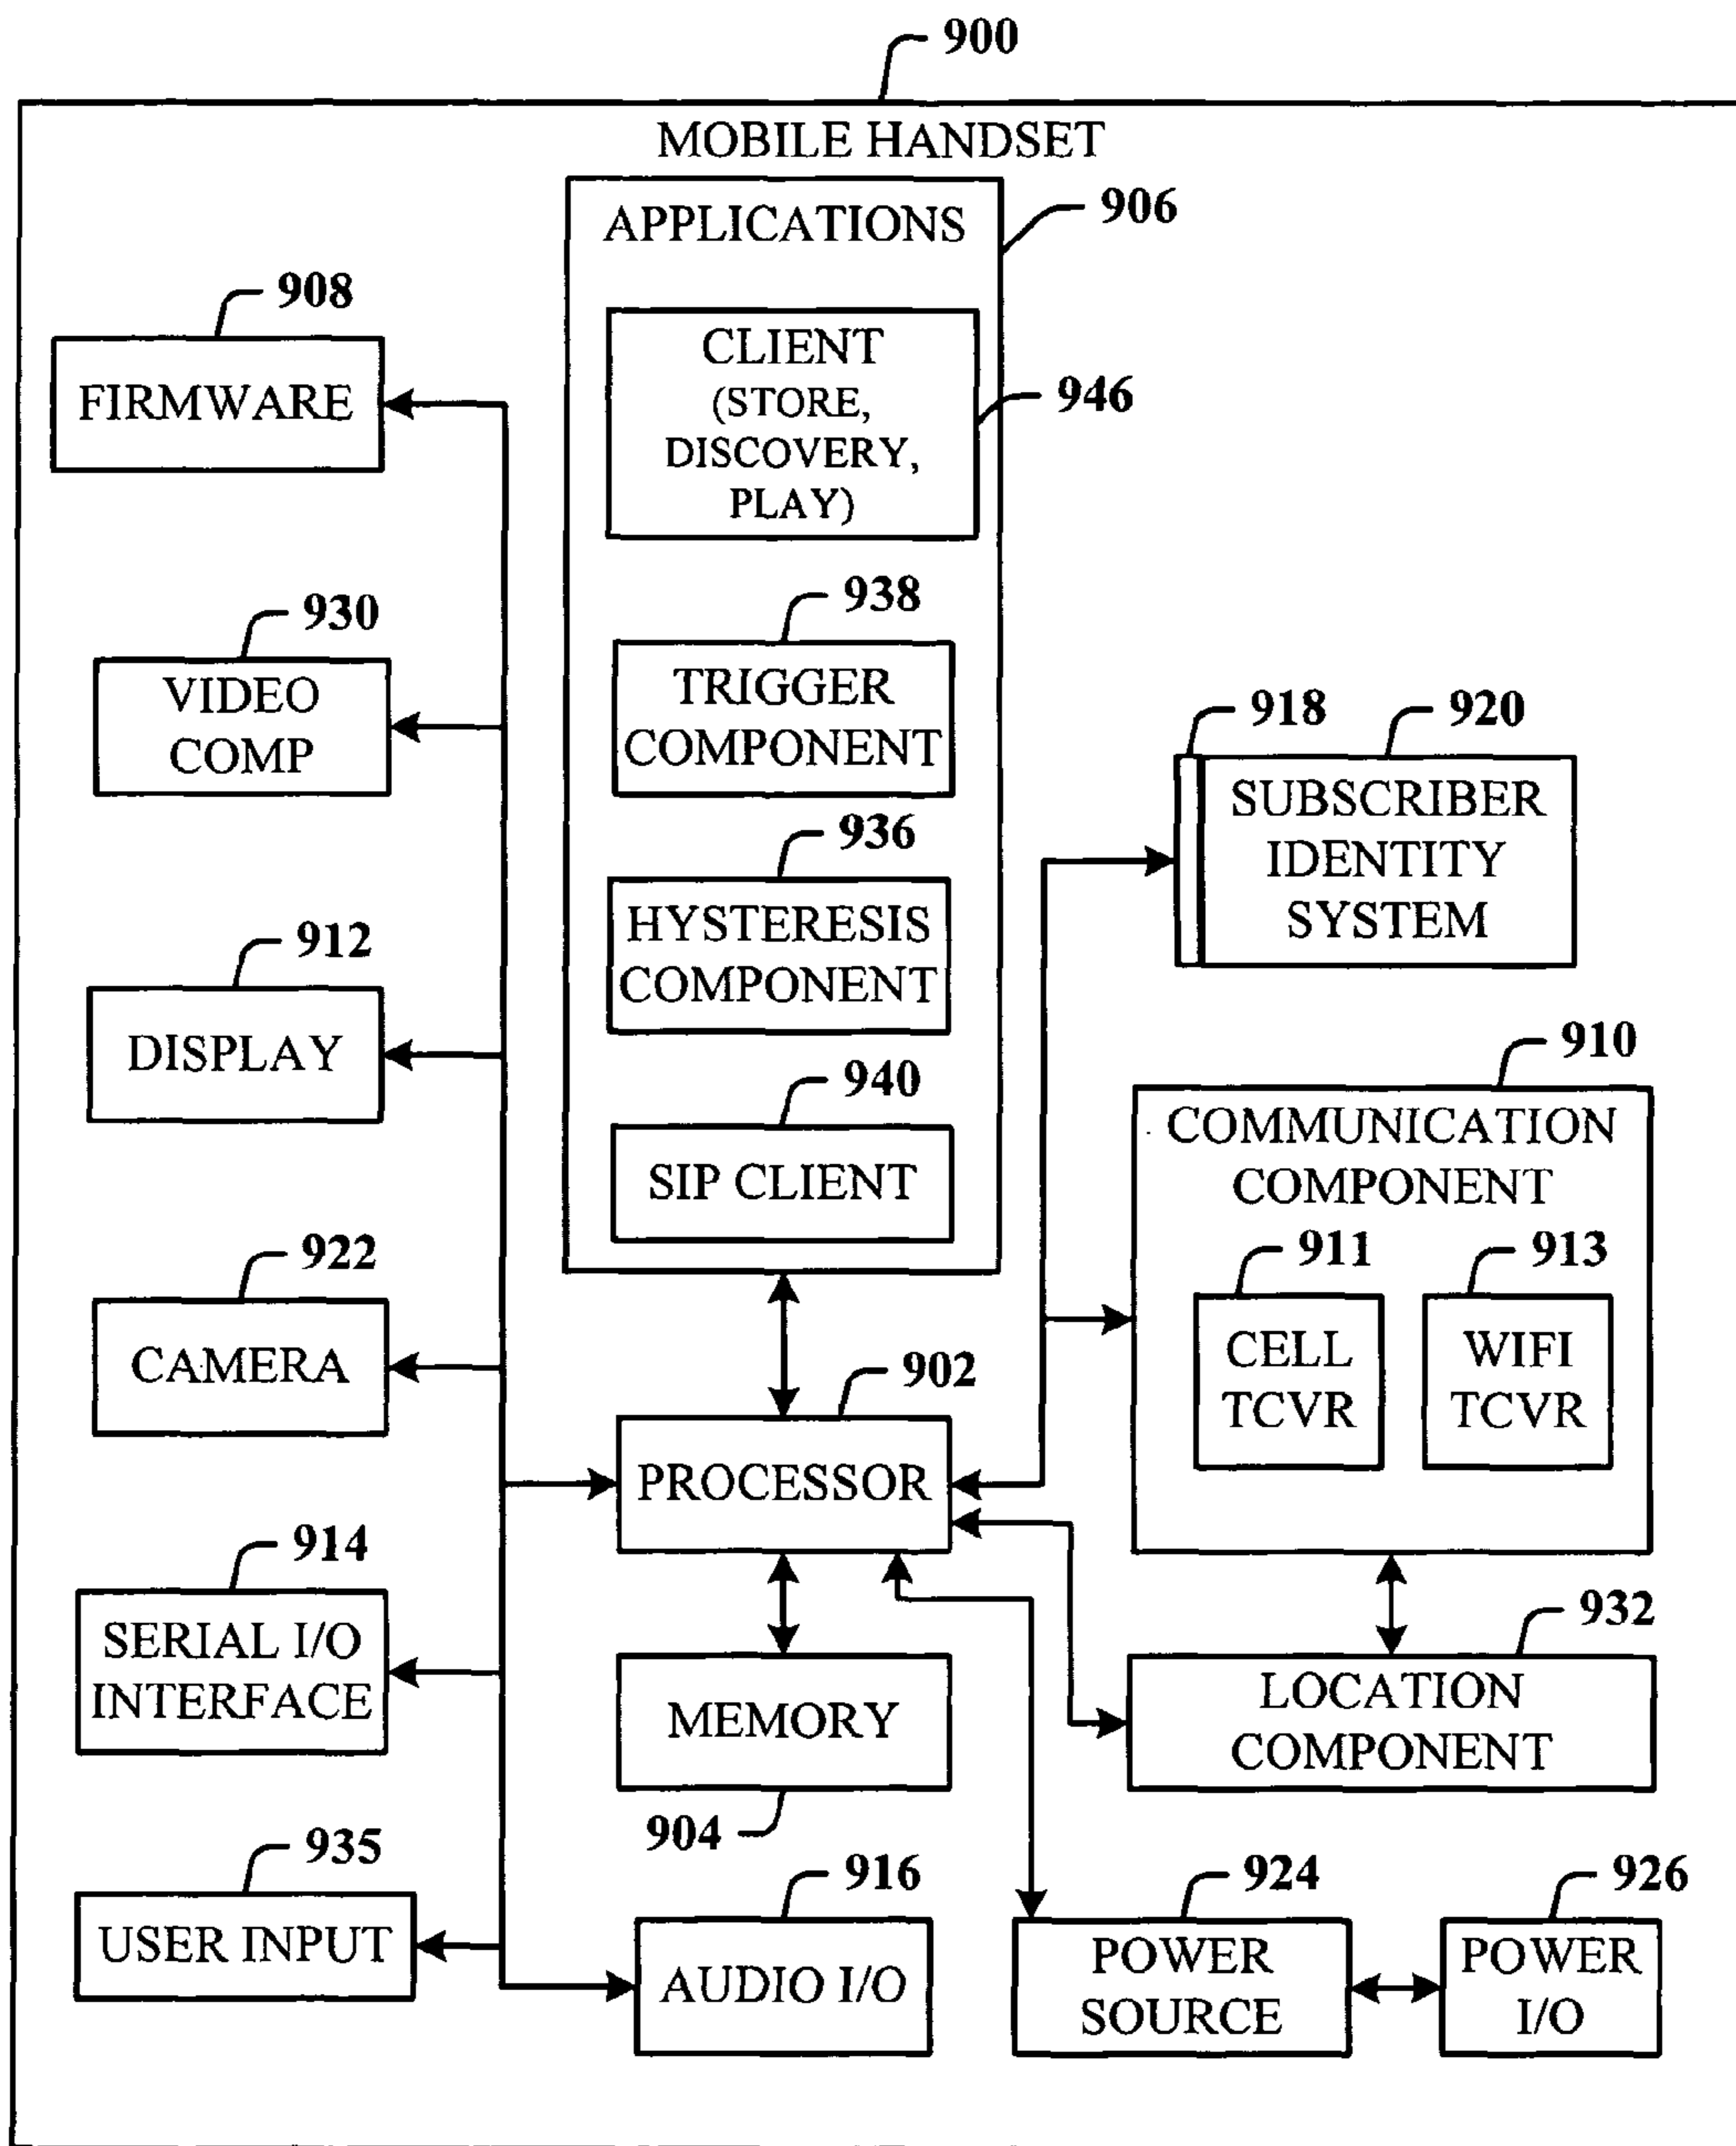 900
MOBILE HANDSET
APPLICATIONS
906
CLIENT
(STORE,
DISCOVERY,
PLAY)
946
908
FIRMWARE
938
TRIGGER
COMPONENT
930
VIDEO
COMP
918
920
SUBSCRIBER
IDENTITY
SYSTEM
936
HYSTERESIS
COMPONENT
912
DISPLAY
940
SIP CLIENT
910
COMMUNICATION
COMPONENT
911
CELL
TCVR
913
WIFI
TCVR
922
CAMERA
902
PROCESSOR
914
SERIAL I/O
INTERFACE
MEMORY
904
932
LOCATION
COMPONENT
935
USER INPUT
916
AUDIO I/O
924
POWER
SOURCE
926
POWER
I/O